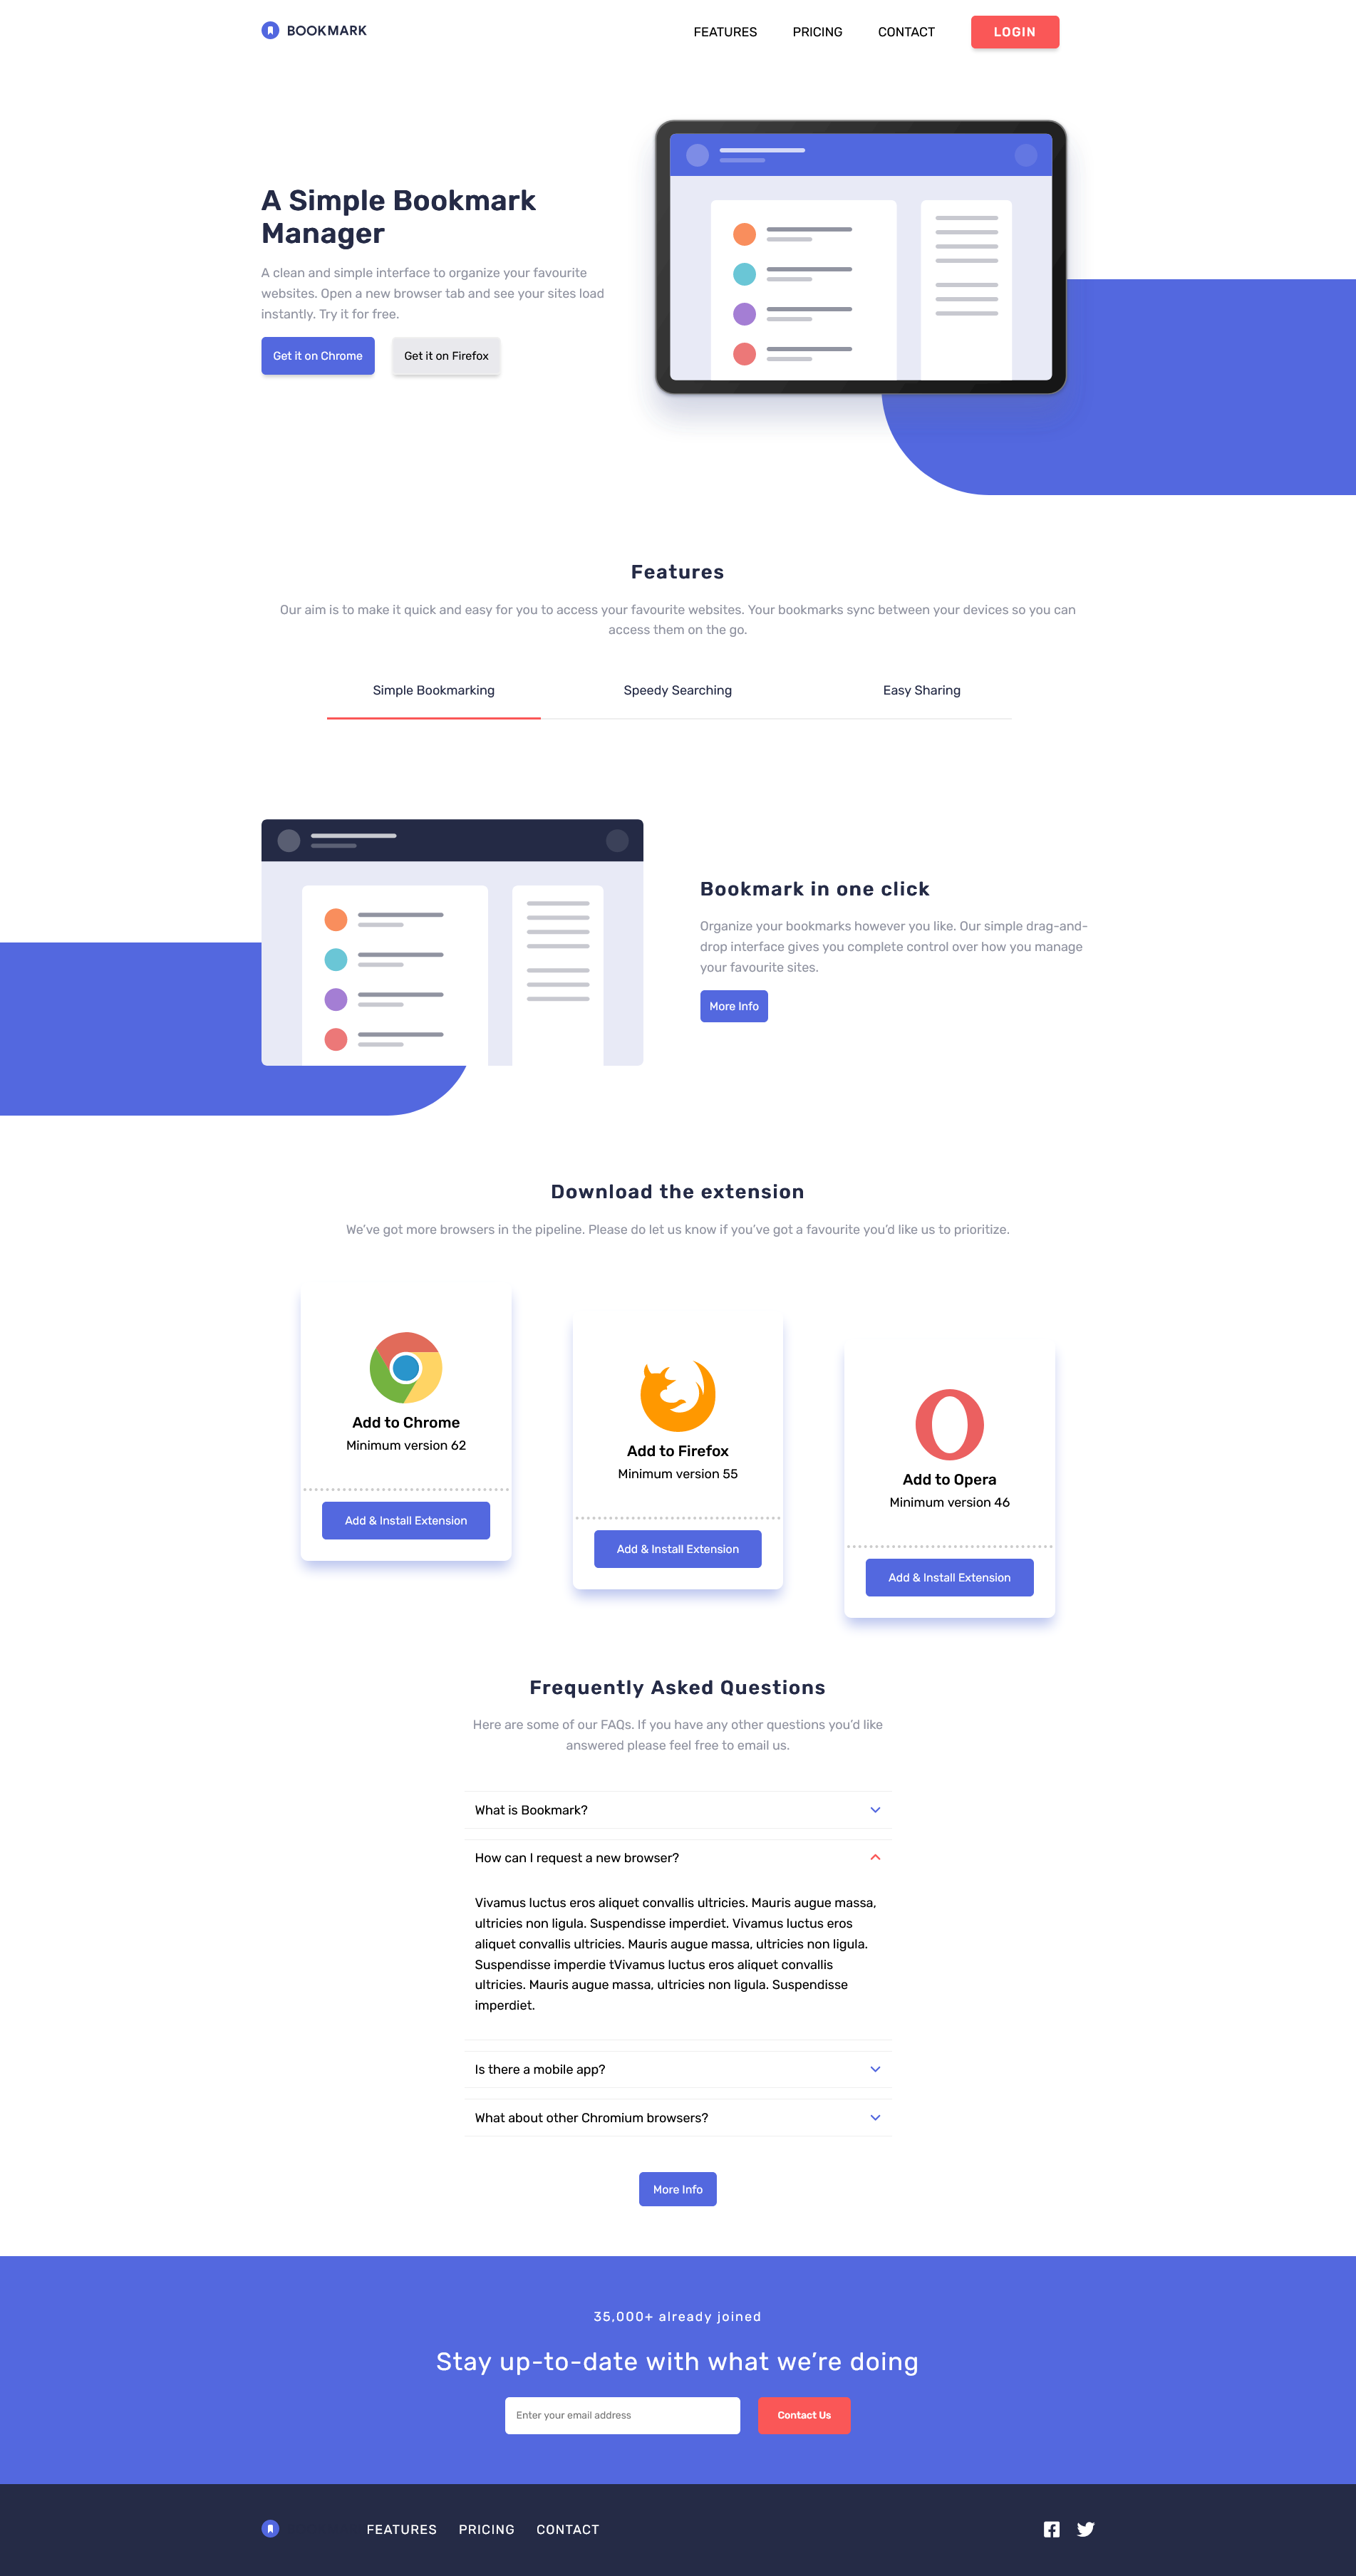 BOOKMARK
FEATURES
PRICING
CONTACT
LOGIN
A Simple Bookmark
Manager
A clean and simple interface to organize your favourite
websites. Open a new browser tab and see your sites load
instantly. Try it for free.
Get it on Chrome
Get it on Firefox
Features
Our aim is to make it quick and easy for you to access your favourite websites. Your bookmarks sync between your devices so you can
access them on the go.
Simple Bookmarking
Speedy Searching
Easy Sharing
Bookmark in one click
Organize your bookmarks however you like. Our simple drag-and-
drop interface gives you complete control over how you manage
your favourite sites.
More Info
Download the extension
We’ve got more browsers in the pipeline. Please do let us know if you’ve got a favourite you’d like us to prioritize.
Add to Chrome
Minimum version 62
Add & Install Extension
Add to Firefox
Minimum version 55
Add & Install Extension
Add to Opera
Minimum version 46
Add & Install Extension
Frequently Asked Questions
Here are some of our FAQs. If you have any other questions you’d like
answered please feel free to email us.
What is Bookmark?
How can I request a new browser?
Vivamus luctus eros aliquet convallis ultricies. Mauris augue massa,
ultricies non ligula. Suspendisse imperdiet. Vivamus luctus eros
aliquet convallis ultricies. Mauris augue massa, ultricies non ligula.
Suspendisse imperdie tVivamus luctus eros aliquet convallis
ultricies. Mauris augue massa, ultricies non ligula. Suspendisse
imperdiet.
Is there a mobile app?
What about other Chromium browsers?
More Info
35,000+ already joined
Stay up-to-date with what we’re doing
Enter your email address
Contact Us
FEATURES
PRICING
CONTACT